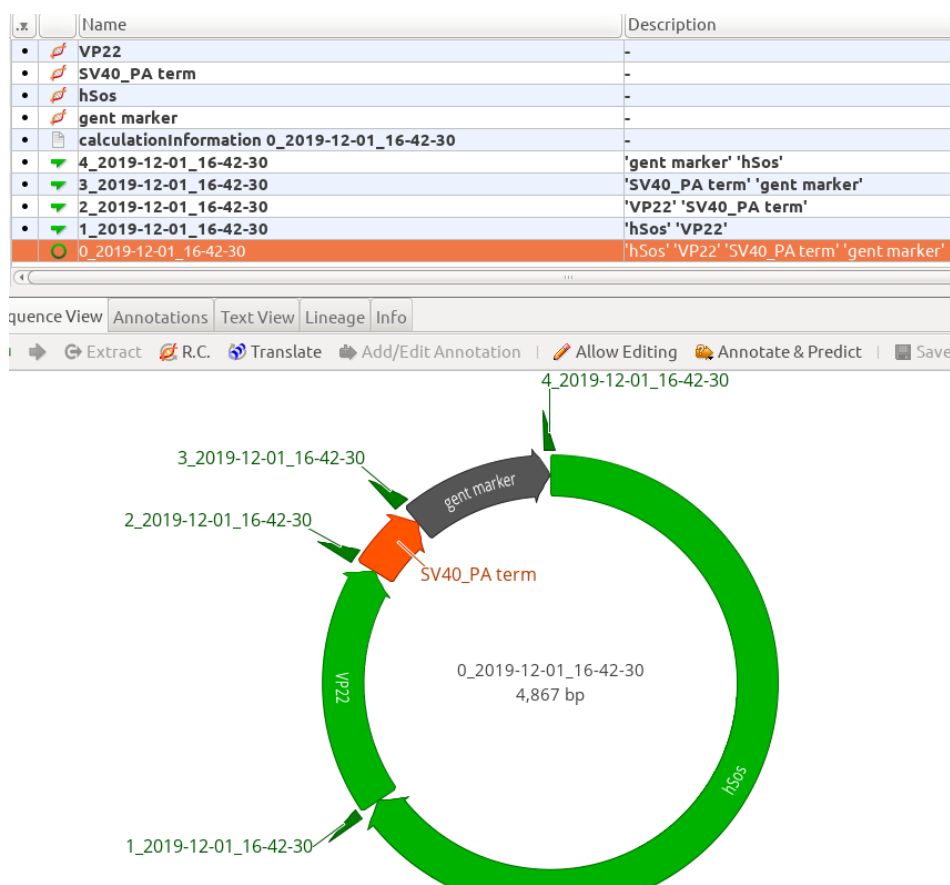 Name Description
VP22 -
SV40_PA term -
hSos -
gent marker -
calculationInformation 0_2019-12-01_16-42-30 -
4_2019-12-01_16-42-30 'gent marker' 'hSos'
3_2019-12-01_16-42-30 'SV40_PA term' 'gent marker'
2_2019-12-01_16-42-30 'VP22' 'SV40_PA term'
1_2019-12-01_16-42-30 'hSos' 'VP22'
0_2019-12-01_16-42-30 'hSos' 'VP22' 'SV40_PA term' 'gent marker'
quence View Annotations Text View Lineage Info
Extract R.C. Translate Add/Edit Annotation Allow Editing Annotate & Predict Save
4_2019-12-01_16-42-30
3_2019-12-01_16-42-30
gent marker
2_2019-12-01_16-42-30
SV40_PA term
0_2019-12-01_16-42-30
4,867 bp
VP22
hSos
1_2019-12-01_16-42-30